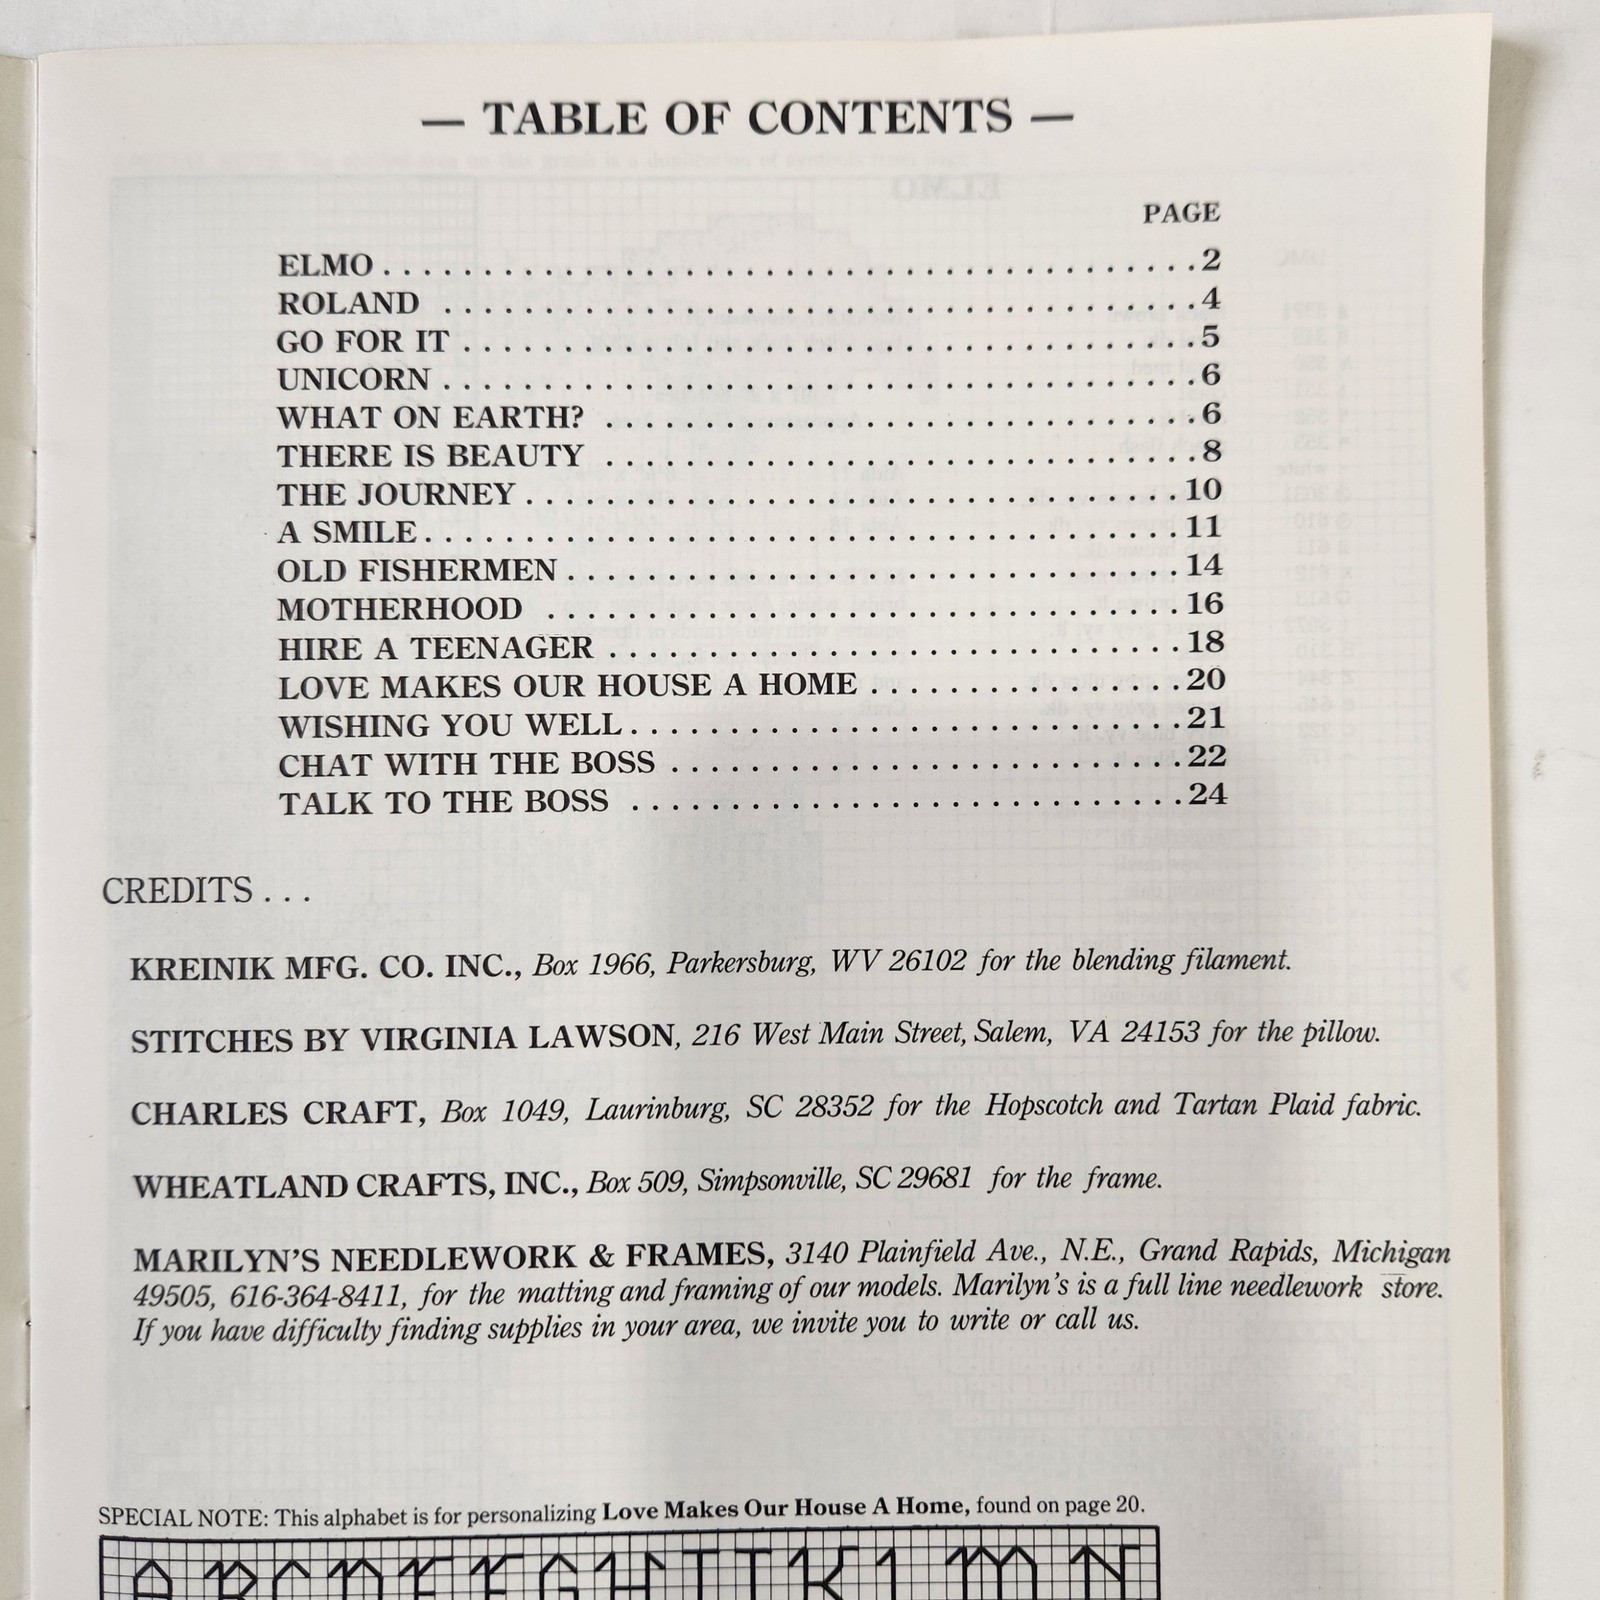 — TABLE OF CONTENTS —
PAGE
ELMO . . . . . . . . . . . . . . . . . . . . . . . . . . . . . . . . . . . . . . . . . 2
ROLAND . . . . . . . . . . . . . . . . . . . . . . . . . . . . . . . . . . . . . . 4
GO FOR IT . . . . . . . . . . . . . . . . . . . . . . . . . . . . . . . . . . . . . 5
UNICORN . . . . . . . . . . . . . . . . . . . . . . . . . . . . . . . . . . . . . . 6
WHAT ON EARTH? . . . . . . . . . . . . . . . . . . . . . . . . . . . . . . 6
THERE IS BEAUTY . . . . . . . . . . . . . . . . . . . . . . . . . . . . . . 8
THE JOURNEY . . . . . . . . . . . . . . . . . . . . . . . . . . . . . . . . . 10
A SMILE . . . . . . . . . . . . . . . . . . . . . . . . . . . . . . . . . . . . . . 11
OLD FISHERMEN . . . . . . . . . . . . . . . . . . . . . . . . . . . . . . . 14
MOTHERHOOD . . . . . . . . . . . . . . . . . . . . . . . . . . . . . . . . 16
HIRE A TEENAGER . . . . . . . . . . . . . . . . . . . . . . . . . . . . . 18
LOVE MAKES OUR HOUSE A HOME . . . . . . . . . . . . . . . . 20
WISHING YOU WELL . . . . . . . . . . . . . . . . . . . . . . . . . . . . 21
CHAT WITH THE BOSS . . . . . . . . . . . . . . . . . . . . . . . . . . 22
TALK TO THE BOSS . . . . . . . . . . . . . . . . . . . . . . . . . . . . 24
CREDITS . . .
KREINIK MFG. CO. INC., Box 1966, Parkersburg, WV 26102 for the blending filament.
STITCHES BY VIRGINIA LAWSON, 216 West Main Street, Salem, VA 24153 for the pillow.
CHARLES CRAFT, Box 1049, Laurinburg, SC 28352 for the Hopscotch and Tartan Plaid fabric.
WHEATLAND CRAFTS, INC., Box 509, Simpsonville, SC 29681 for the frame.
MARILYN'S NEEDLEWORK & FRAMES, 3140 Plainfield Ave., N.E., Grand Rapids, Michigan
49505, 616-364-8411, for the matting and framing of our models. Marilyn's is a full line needlework store.
If you have difficulty finding supplies in your area, we invite you to write or call us.
SPECIAL NOTE: This alphabet is for personalizing Love Makes Our House A Home, found on page 20.
A B C D E F G H I J K L M N